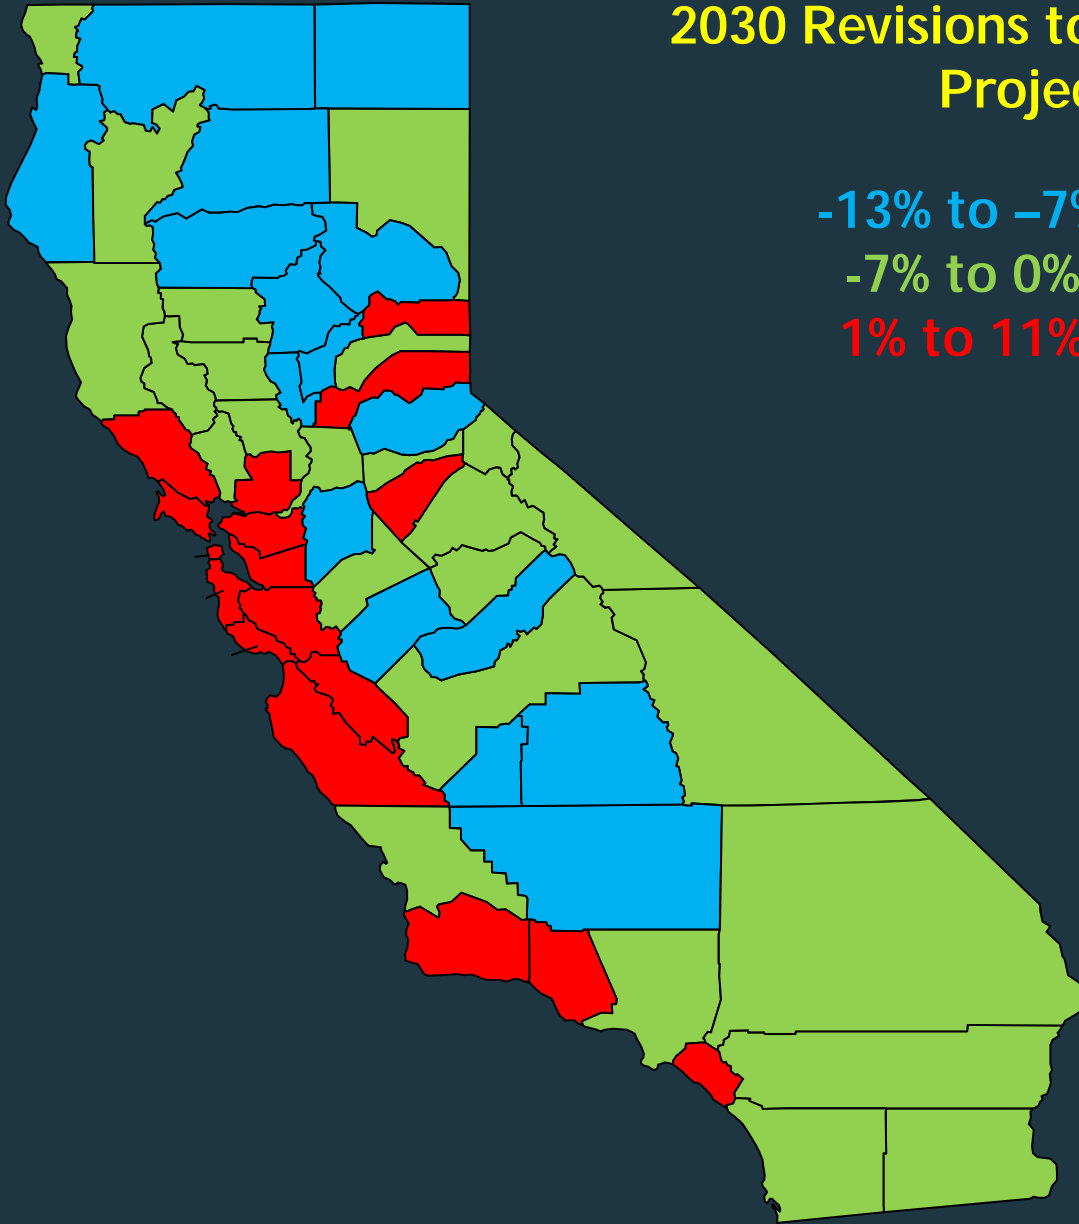 2030 Revisions to
Projec
-13% to –7%
-7% to 0%
1% to 11%